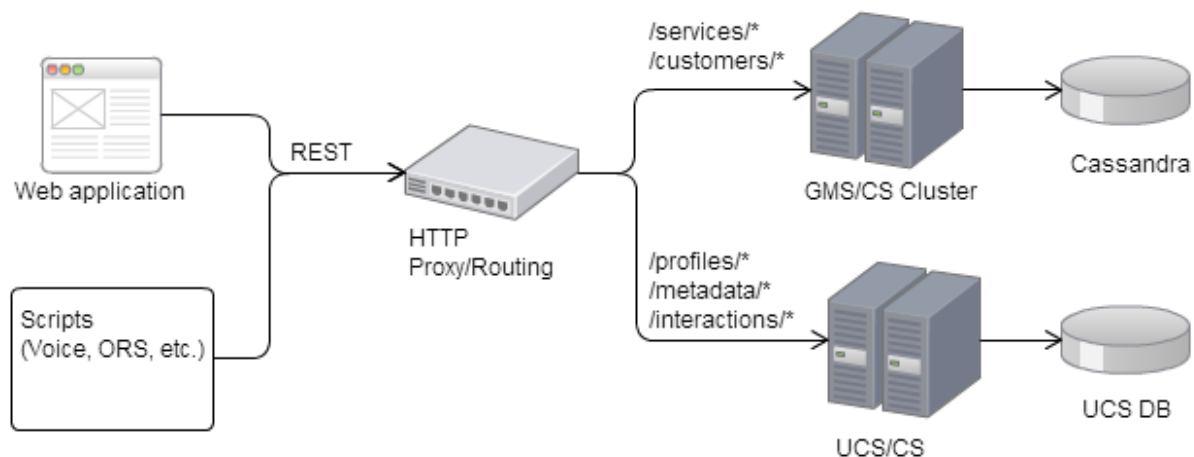 /services/*
/customers/*
Web application
REST
HTTP
Proxy/Routing
GMS/CS Cluster
Cassandra
Scripts
(Voice, ORS, etc.)
/profiles/*
/metadata/*
/interactions/*
UCS/CS
UCS DB